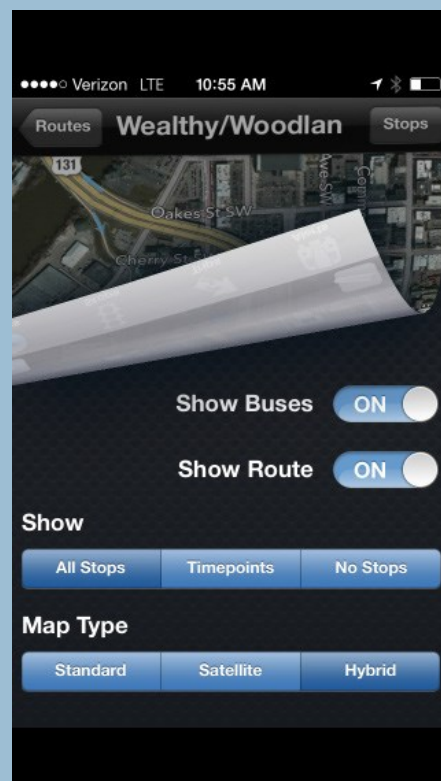 Verizon LTE 10:55 AM
Routes Wealthy/Woodlan Stops
131
Oakes St SW
Cherry St
Show Buses ON
Show Route ON
Show
All Stops Timepoints No Stops
Map Type
Standard Satellite Hybrid